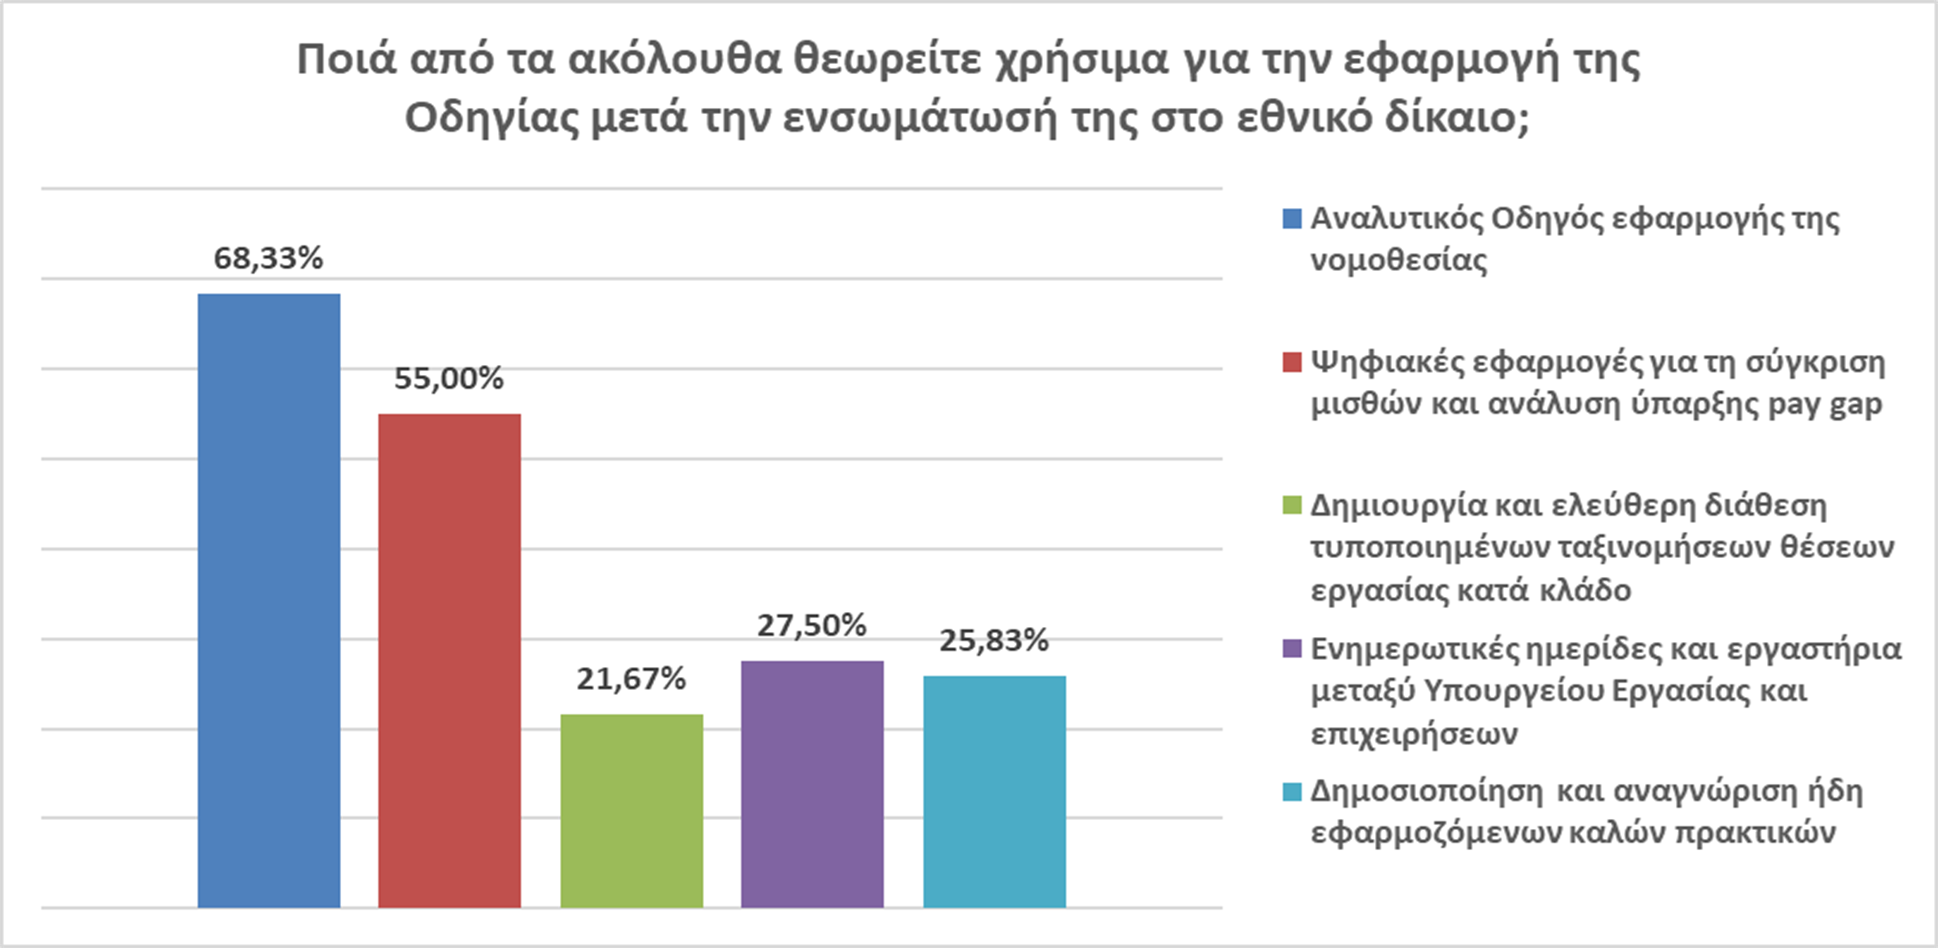 Ποιά από τα ακόλουθα θεωρείτε χρήσιμα για την εφαρμογή της
Οδηγίας μετά την ενσωμάτωσή της στο εθνικό δίκαιο;
68,33%
55,00%
21,67%
27,50%
25,83%
Αναλυτικός Οδηγός εφαρμογής της
νομοθεσίας
Ψηφιακές εφαρμογές για τη σύγκριση
μισθών και ανάλυση ύπαρξης pay gap
Δημιουργία και ελεύθερη διάθεση
τυποποιημένων ταξινομήσεων θέσεων
εργασίας κατά κλάδο
Ενημερωτικές ημερίδες και εργαστήρια
μεταξύ Υπουργείου Εργασίας και
επιχειρήσεων
Δημοσιοποίηση και αναγνώριση ήδη
εφαρμοζόμενων καλών πρακτικών